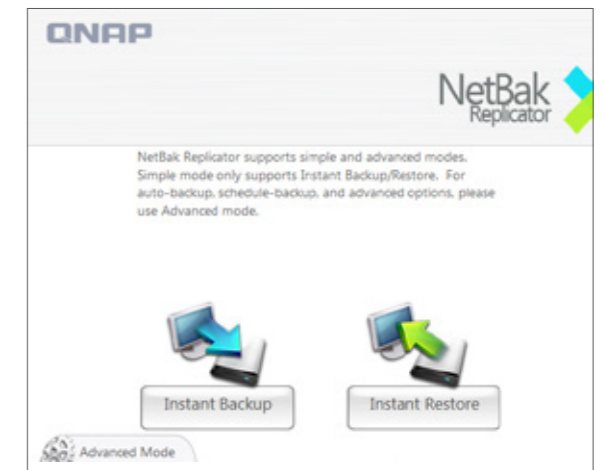 QNAP
NetBak
Replicator
NetBak Replicator supports simple and advanced modes.
Simple mode only supports Instant Backup/Restore. For
auto-backup, schedule-backup, and advanced options, please
use Advanced mode.
Instant Backup
Instant Restore
Advanced Mode